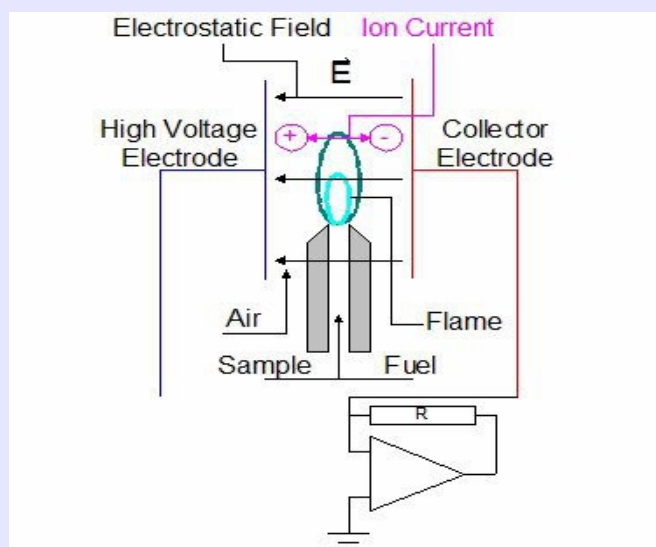 Electrostatic Field
Ion Current
E
High Voltage
Electrode
+
-
Collector
Electrode
Air
Flame
Sample
Fuel
R